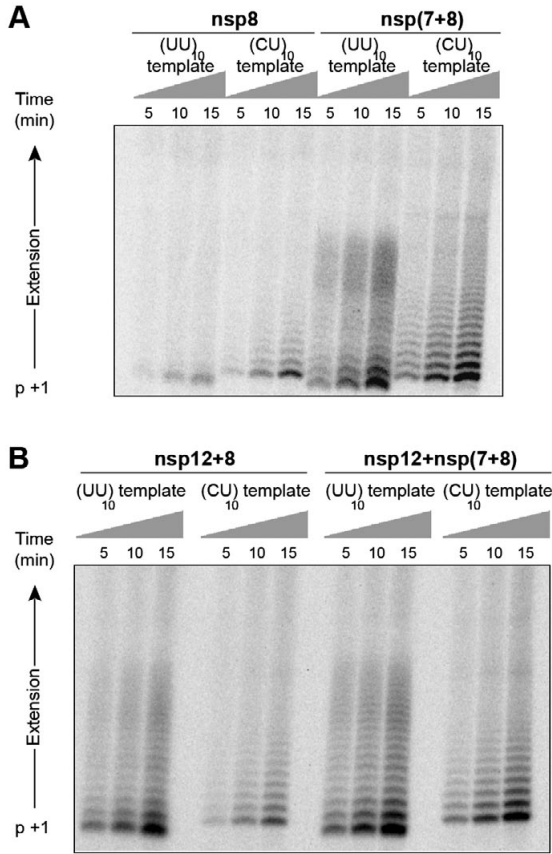 A
nsp8 nsp(7+8)
(UU)10 (CU)10 (UU)10 (CU)10
template template template template
Time
(min)
5 10 15 5 10 15 5 10 15 5 10 15
Extension
p +1
B
nsp12+8 nsp12+nsp(7+8)
(UU)10 template (CU)10 template (UU)10 template (CU)10 template
Time
(min)
5 10 15 5 10 15 5 10 15 5 10 15
Extension
p +1